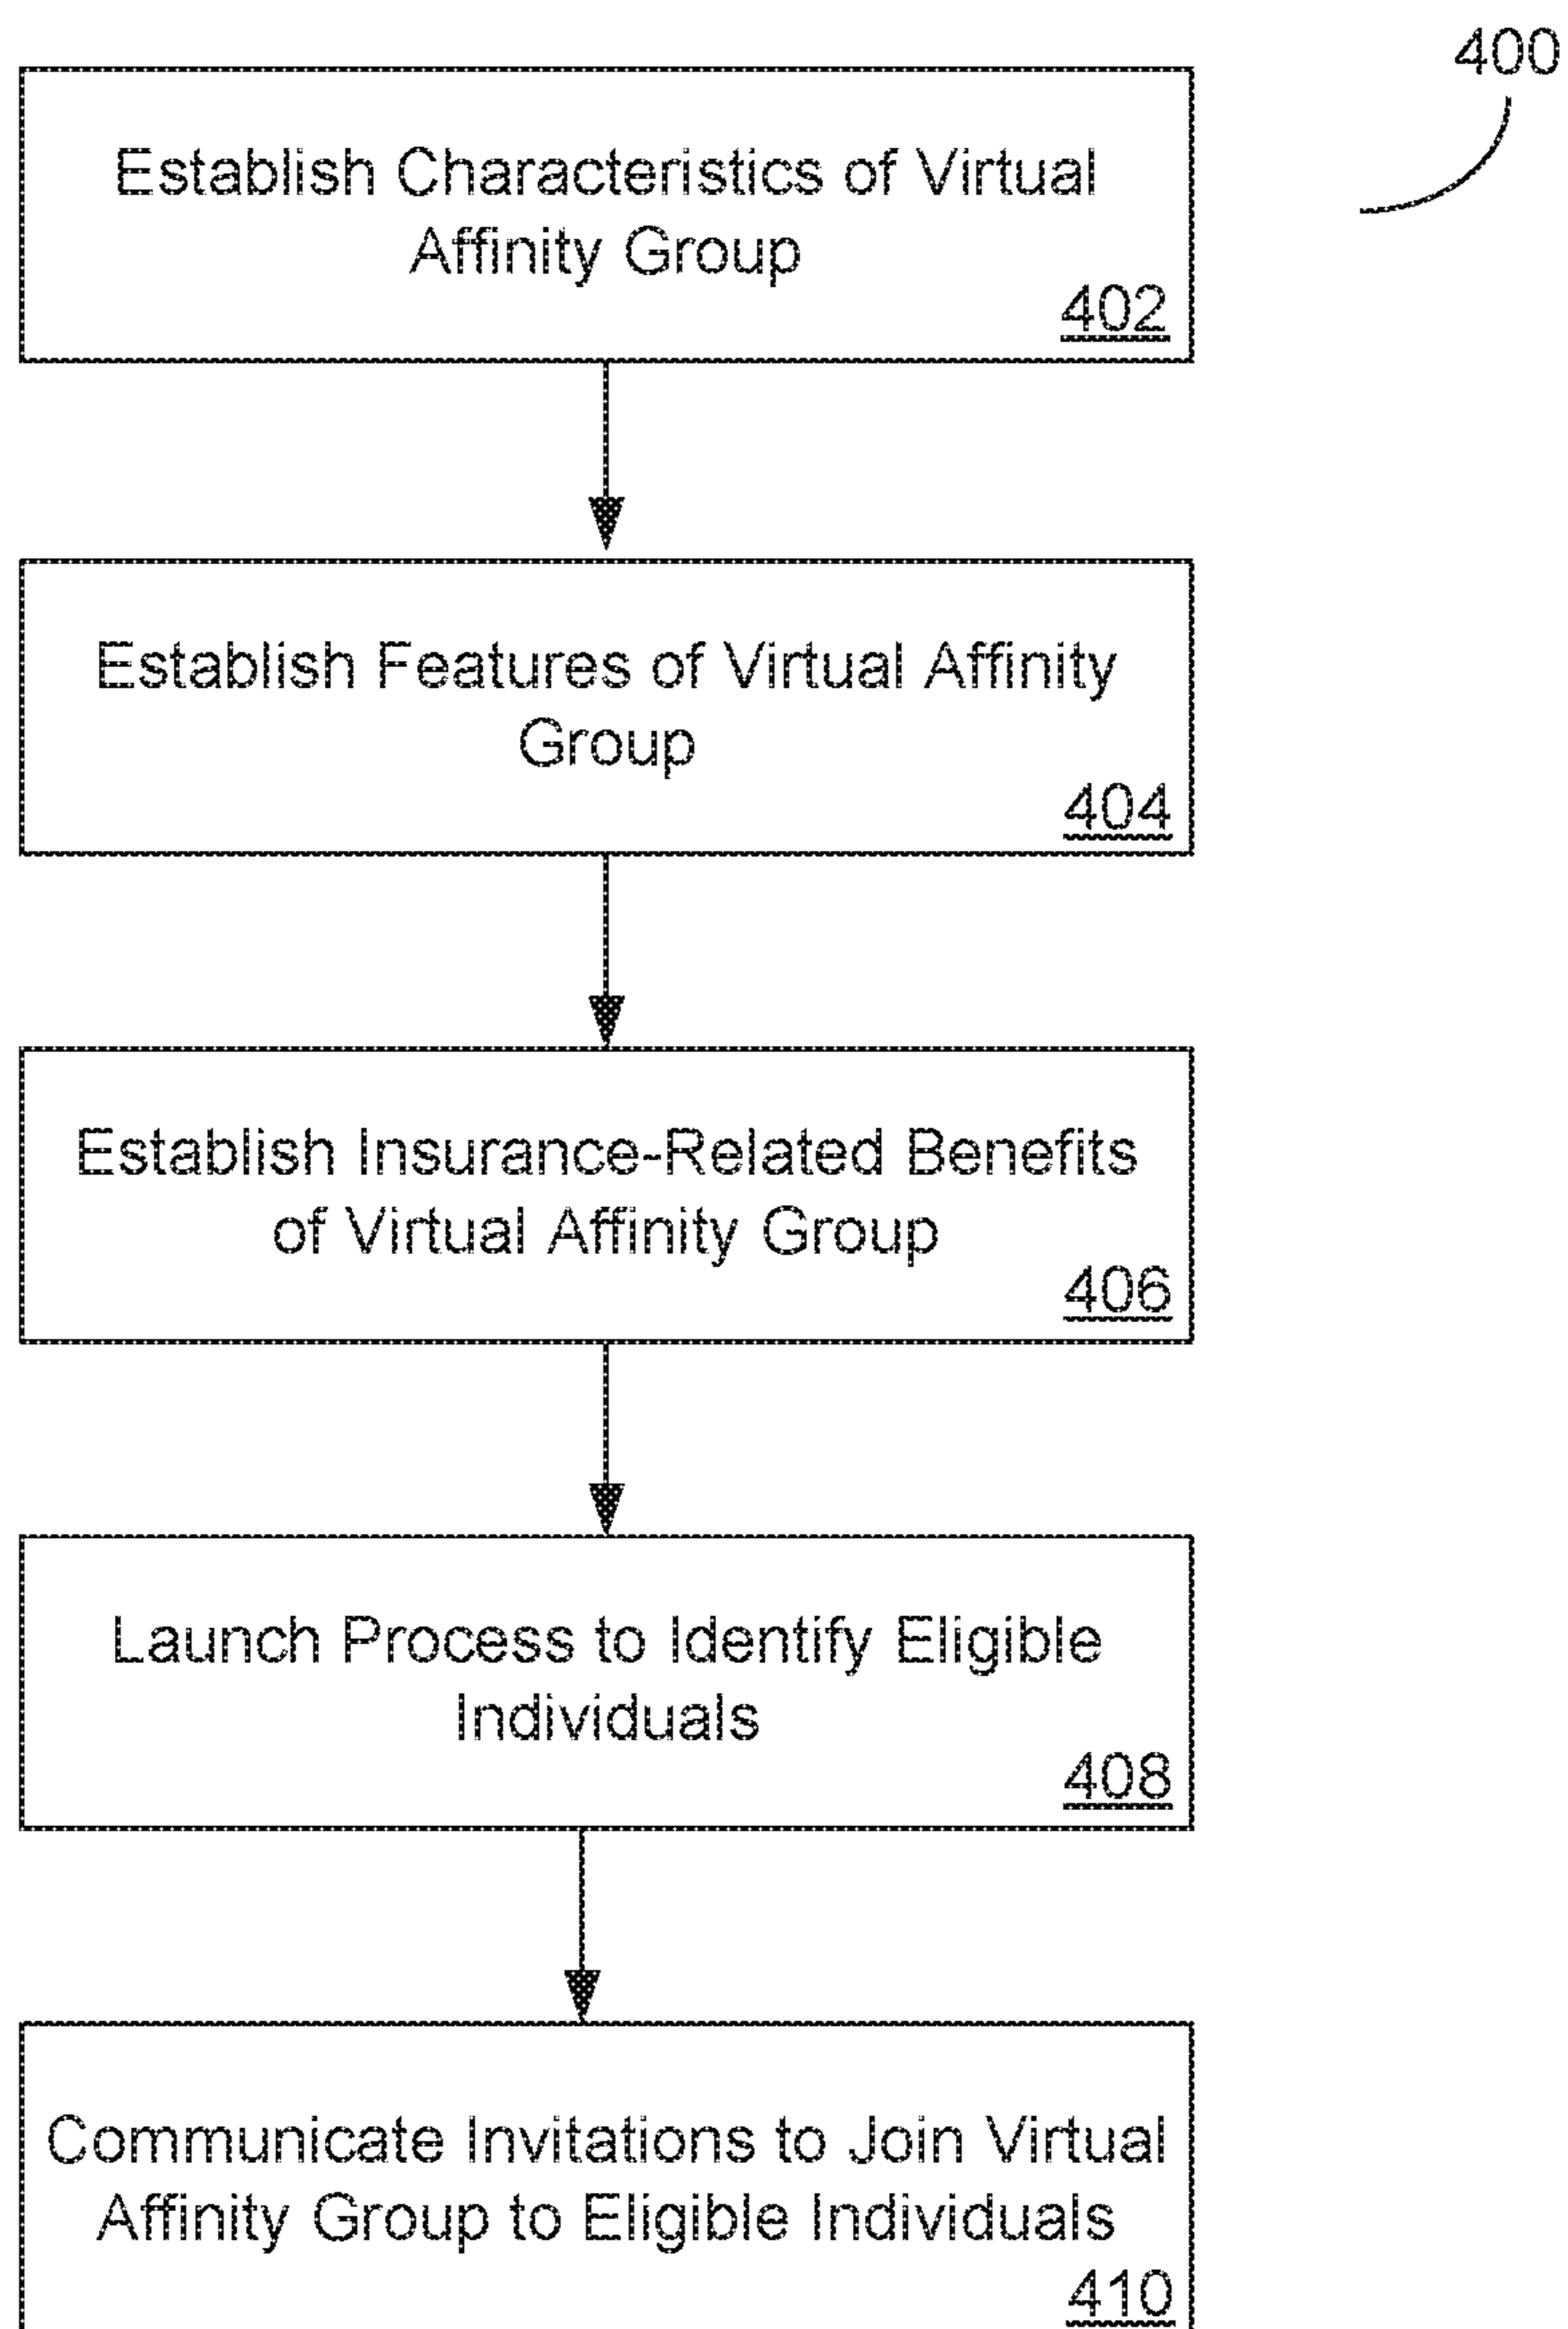 400
Establish Characteristics of Virtual
Affinity Group
402
Establish Features of Virtual Affinity
Group
404
Establish Insurance-Related Benefits
of Virtual Affinity Group
406
Launch Process to Identify Eligible
Individuals
408
Communicate Invitations to Join Virtual
Affinity Group to Eligible Individuals
410